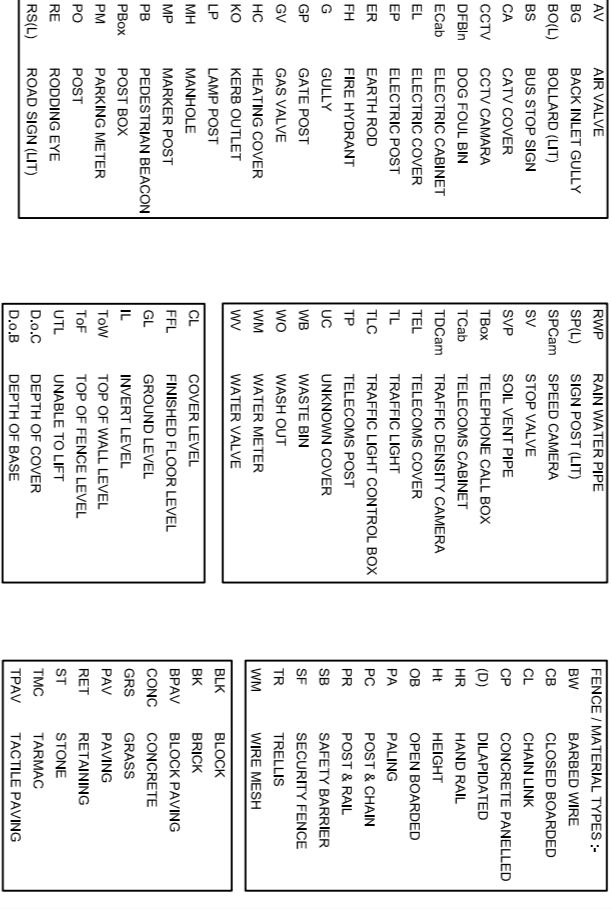 AV AIR VALVE
BG BACK INLET GULLY
BO(L) BOLLARD (LIT)
BS BUS STOP SIGN
CA CATV COVER
CCTV CCTV CAMARA
DFBIn DOG FOUL BIN
ECab ELECTRIC CABINET
EL ELECTRIC COVER
EP ELECTRIC POST
ER EARTH ROD
FH FIRE HYDRANT
G GULLY
GP GATE POST
GV GAS VALVE
HC HEATING COVER
KO KERB OUTLET
LP LAMP POST
MH MANHOLE
MP MARKER POST
PB PEDESTRIAN BEACON
PBox POST BOX
PM PARKING METER
PO POST
RE RODDING EYE
RS(L) ROAD SIGN (LIT)
RWP RAIN WATER PIPE
SP(L) SIGN POST (LIT)
SPCam SPEED CAMERA
SV STOP VALVE
SVP SOIL VENT PIPE
TBox TELEPHONE CALL BOX
TCab TELECOMS CABINET
TDCam TRAFFIC DENSITY CAMERA
TEL TELECOMS COVER
TL TRAFFIC LIGHT
TLC TRAFFIC LIGHT CONTROL BOX
TP TELECOMS POST
UC UNKNOWN COVER
WB WASTE BIN
WO WASH OUT
WM WATER METER
WV WATER VALVE
CL COVER LEVEL
FFL FINISHED FLOOR LEVEL
GL GROUND LEVEL
IL INVERT LEVEL
ToW TOP OF WALL LEVEL
ToF TOP OF FENCE LEVEL
UTL UNABLE TO LIFT
D.o.C DEPTH OF COVER
D.o.B DEPTH OF BASE
FENCE / MATERIAL TYPES :-
BW BARBED WIRE
CB CLOSED BOARDED
CL CHAIN LINK
CP CONCRETE PANELLED
(D) DILAPIDATED
HR HAND RAIL
Ht HEIGHT
OB OPEN BOARDED
PA PALING
PC POST & CHAIN
PR POST & RAIL
SB SAFETY BARRIER
SF SECURITY FENCE
TR TRELLIS
WM WIRE MESH
BLK BLOCK
BK BRICK
BPAV BLOCK PAVING
CONC CONCRETE
GRS GRASS
PAV PAVING
RET RETAINING
ST STONE
TMC TARMAC
TPAV TACTILE PAVING